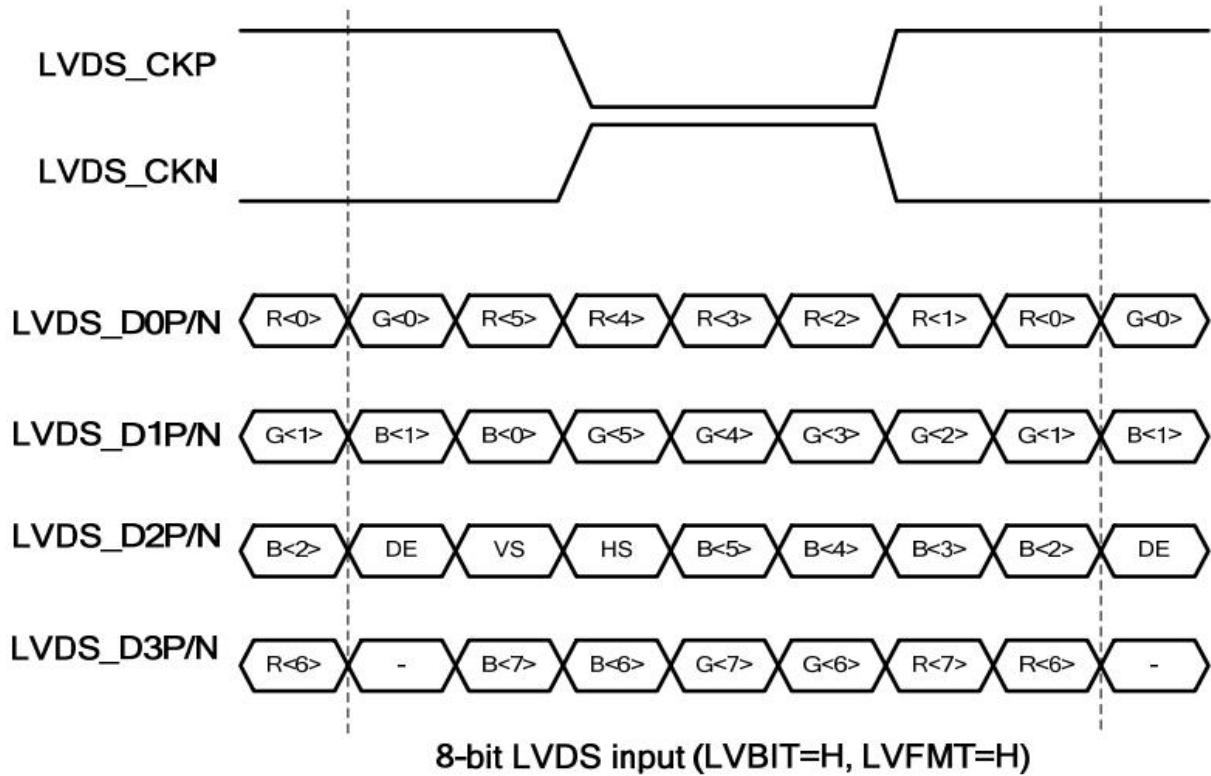 LVDS_CKP
LVDS_CKN
LVDS_D0P/N R<0> G<0> R<5> R<4> R<3> R<2> R<1> R<0> G<0>
LVDS_D1P/N G<1> B<1> B<0> G<5> G<4> G<3> G<2> G<1> B<1>
LVDS_D2P/N B<2> DE VS HS B<5> B<4> B<3> B<2> DE
LVDS_D3P/N R<6> - B<7> B<6> G<7> G<6> R<7> R<6> -
8-bit LVDS input (LVBIT=H, LVFMT=H)